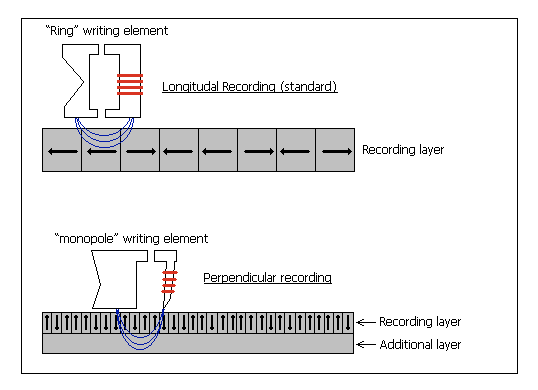 “Ring” writing element
Longitudal Recording (standard)
Recording layer
“monopole” writing element
Perpendicular recording
Recording layer
Additional layer